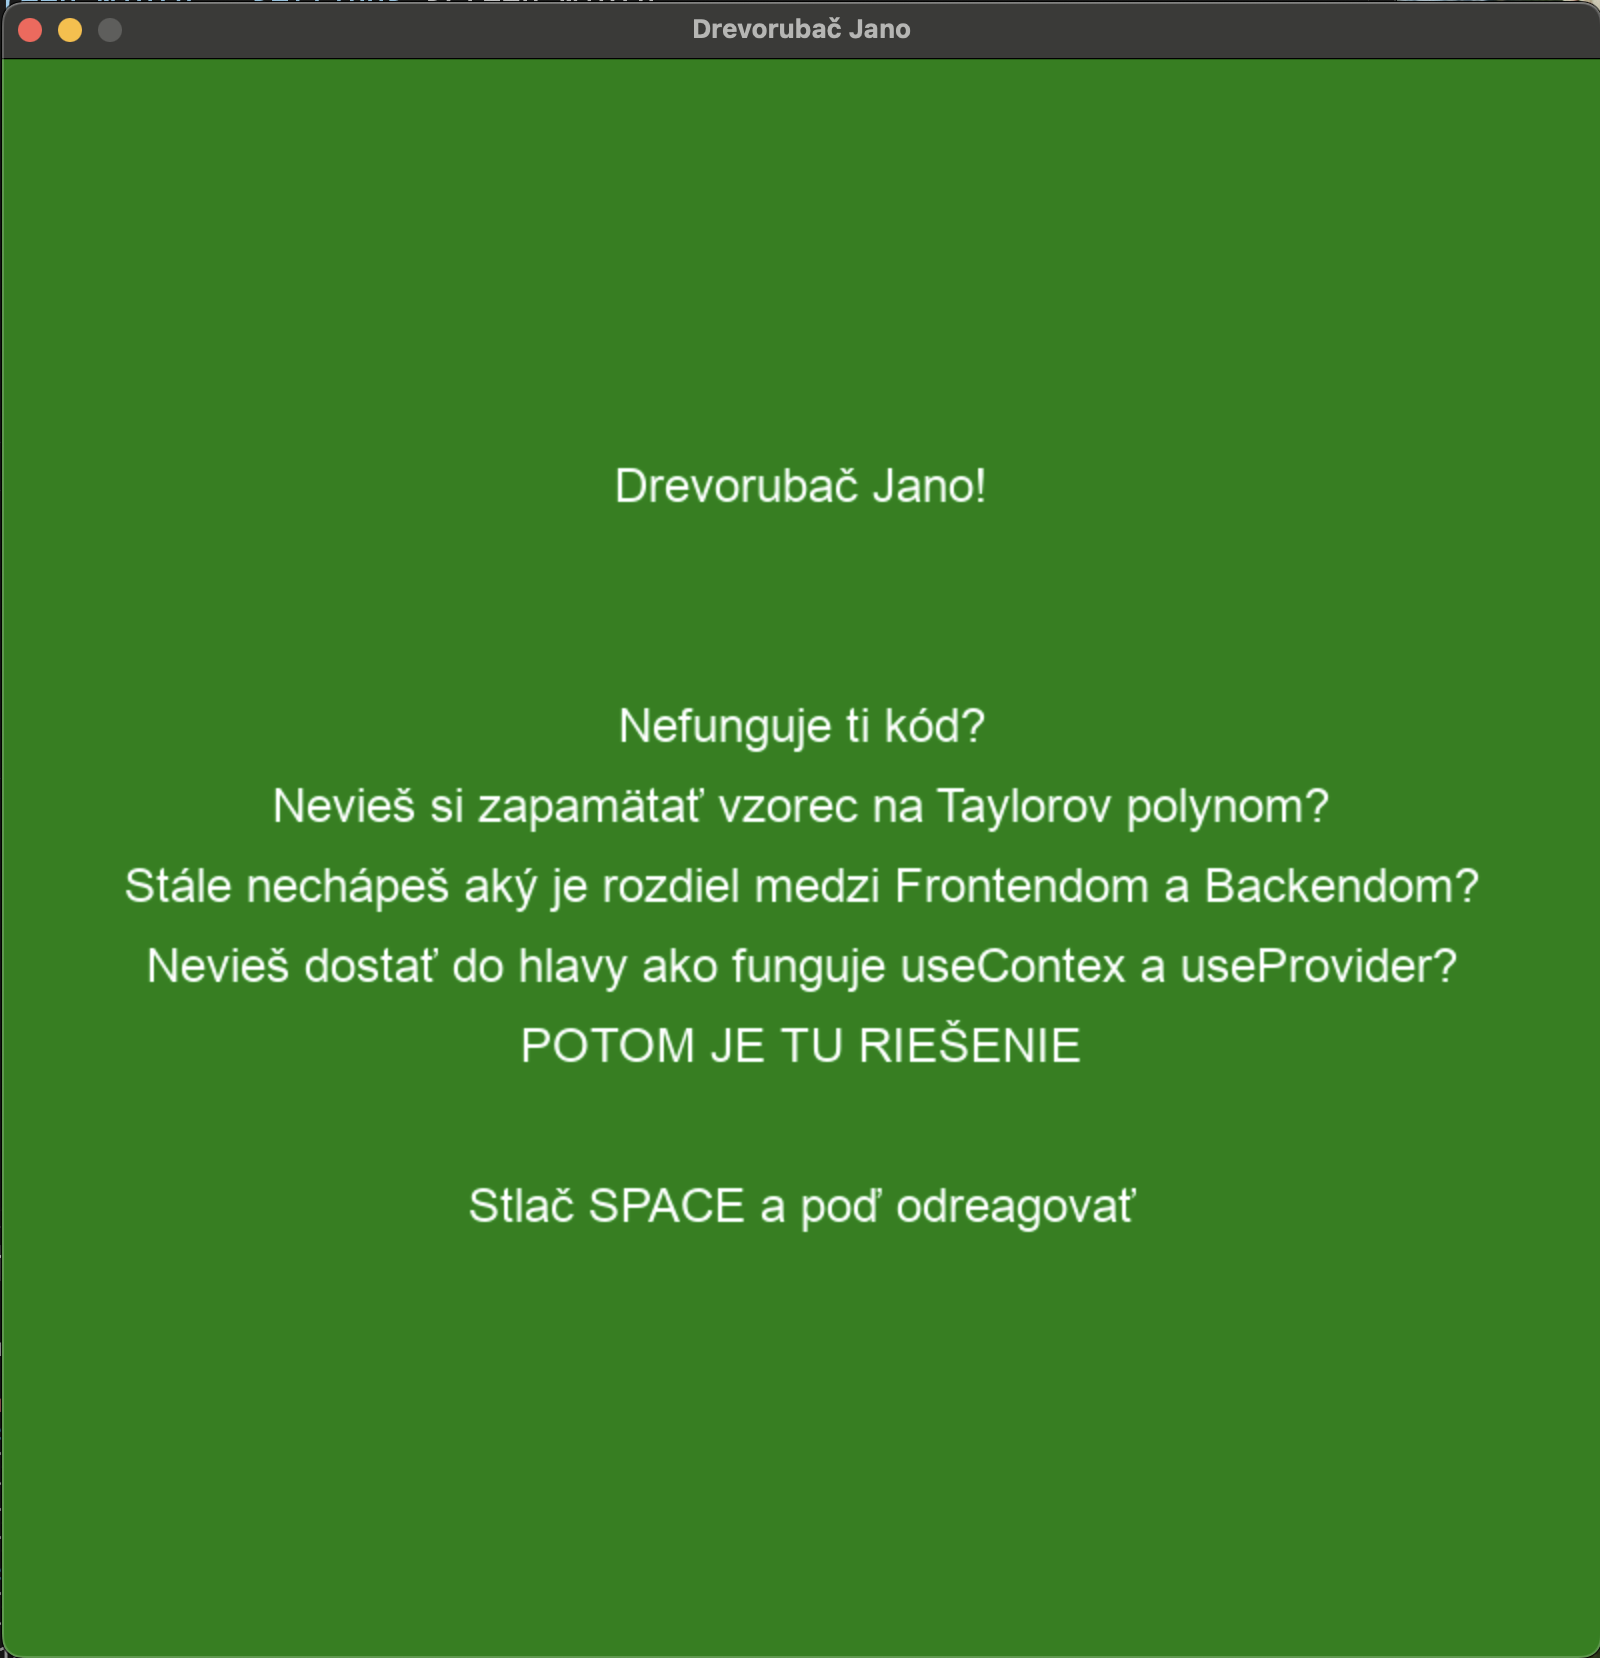 Drevorubač Jano
Drevorubač Jano!
Nefunguje ti kód?
Nevieš si zapamätať vzorec na Taylorov polynom?
Stále nechápeš aký je rozdiel medzi Frontendom a Backendom?
Nevieš dostať do hlavy ako funguje useContex a useProvider?
POTOM JE TU RIEŠENIE
Stlač SPACE a poď odreagovať